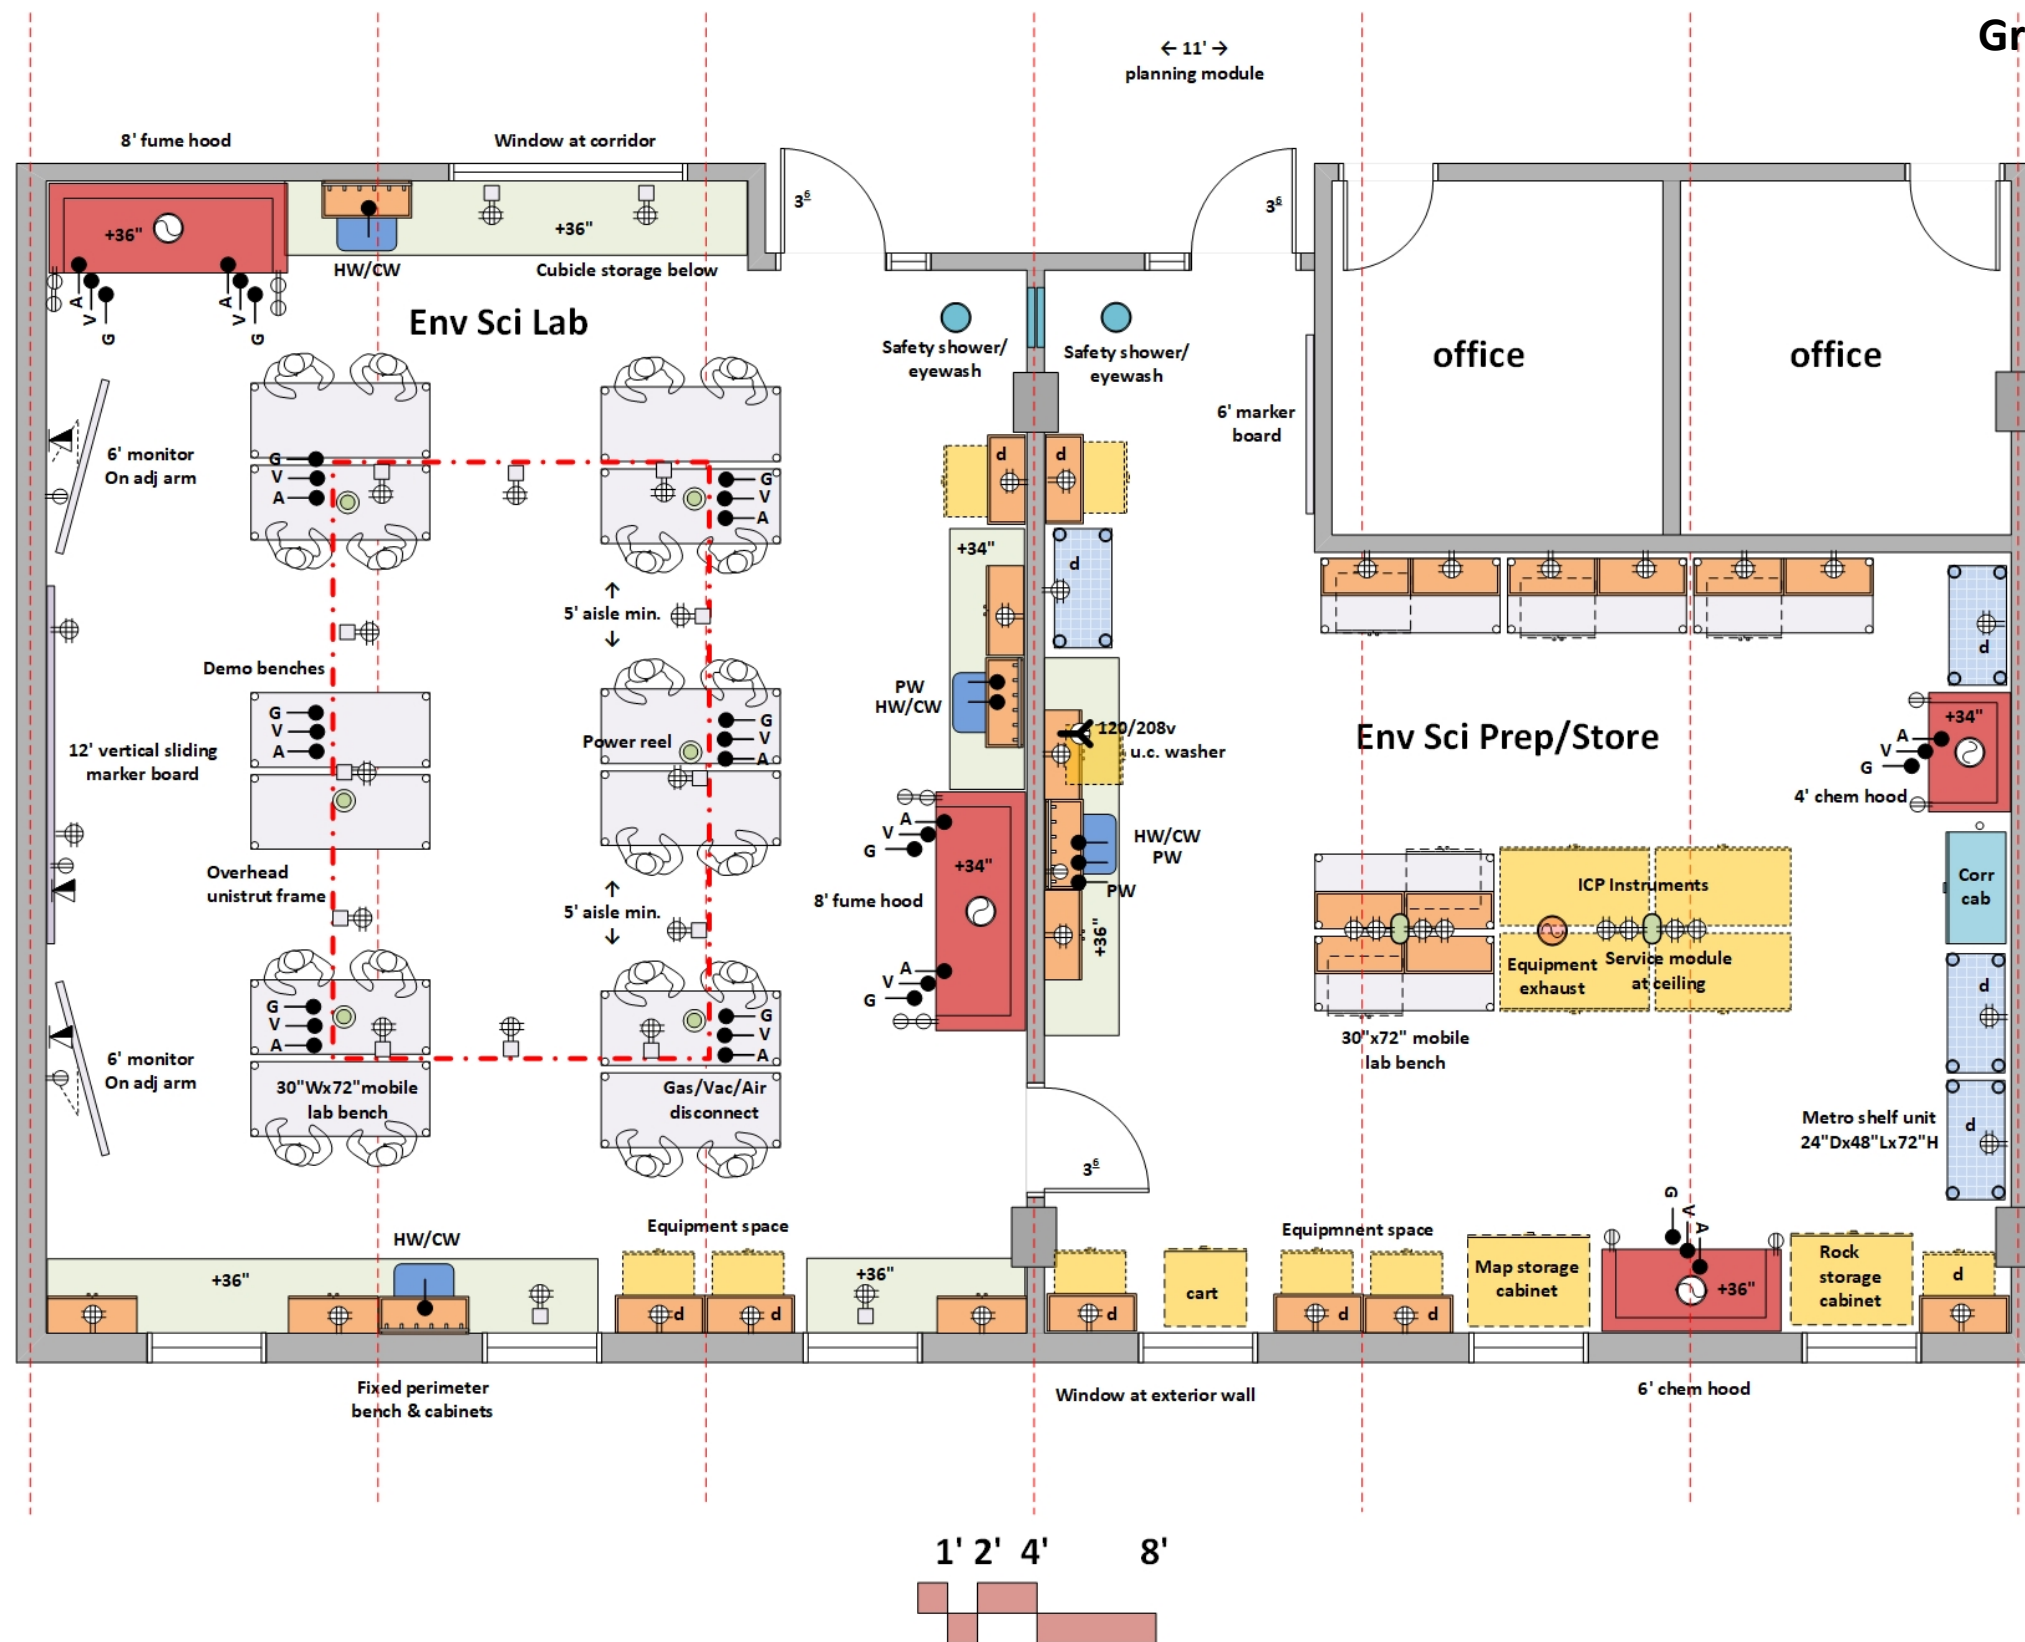 Gr
← 11' →
planning module
8' fume hood
Window at corridor
+36"
HW/CW
+36"
Cubicle storage below
3⁶
3⁶
A
V
G
A
V
G
Env Sci Lab
Safety shower/
eyewash
Safety shower/
eyewash
office
office
6' marker
board
6' monitor
On adj arm
G
V
A
G
V
A
d
d
+34"
d
5' aisle min.
Demo benches
G
V
A
12' vertical sliding
marker board
Power reel
G
V
A
PW
HW/CW
120/208v
u.c. washer
Env Sci Prep/Store
d
+34"
A
V
G
4' chem hood
Overhead
unistrut frame
5' aisle min.
A
V
G
8' fume hood
+34"
A
V
G
HW/CW
PW
PW
+36"
ICP Instruments
Equipment
exhaust
Service module
at ceiling
30"x72" mobile
lab bench
Corr
cab
d
Metro shelf unit
24"Dx48"Lx72"H
d
G
V
A
G
V
A
6' monitor
On adj arm
30"Wx72"mobile
lab bench
Gas/Vac/Air
disconnect
3⁶
HW/CW
+36"
Equipment space
d
d
+36"
d
cart
Equipmnent space
d
d
Map storage
cabinet
G
V
A
+36"
Rock
storage
cabinet
d
Fixed perimeter
bench & cabinets
Window at exterior wall
6' chem hood
1' 2' 4' 8'